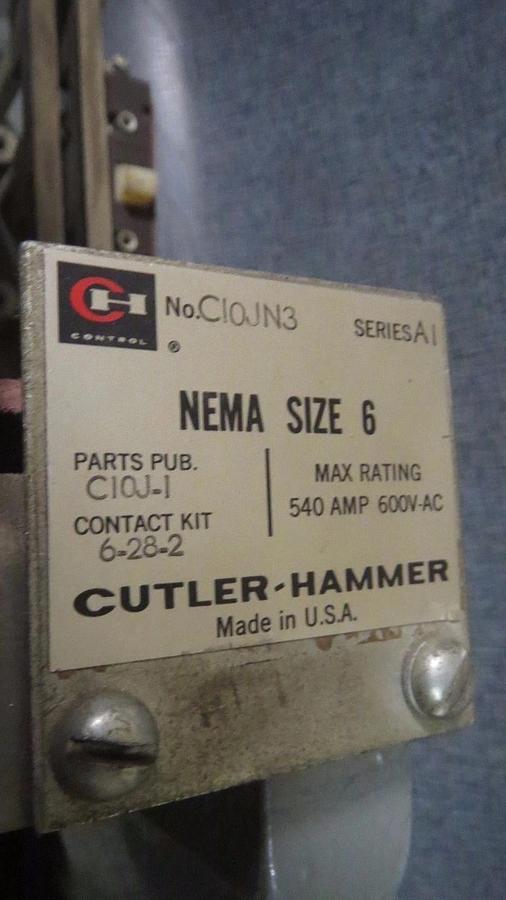 CH
CONTROL
®
No. C10JN3
SERIES A1
NEMA SIZE 6
PARTS PUB.
C10J-1
CONTACT KIT
6-28-2
MAX RATING
540 AMP 600V-AC
CUTLER-HAMMER
Made in U.S.A.